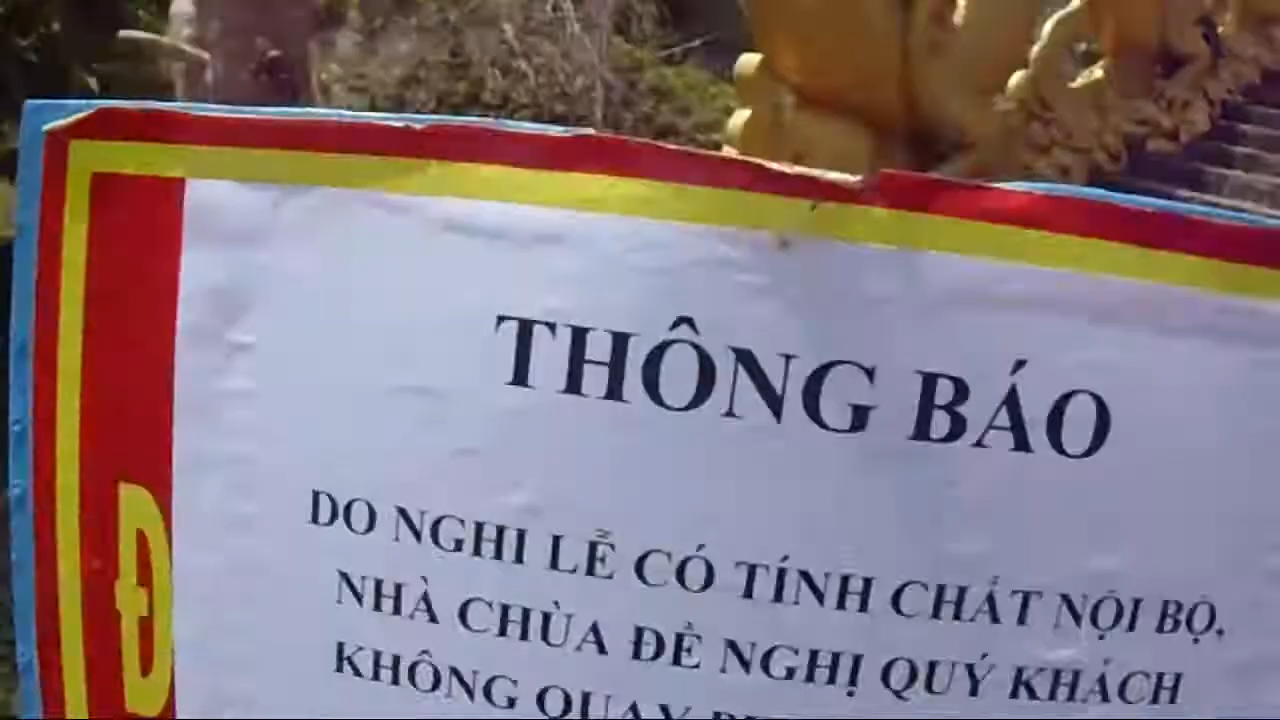 THÔNG BÁO
DO NGHI LỄ CÓ TÍNH CHẤT NỘI BỘ,
NHÀ CHÙA ĐỀ NGHỊ QUÝ KHÁCH
KHÔNG QUAY
Đ